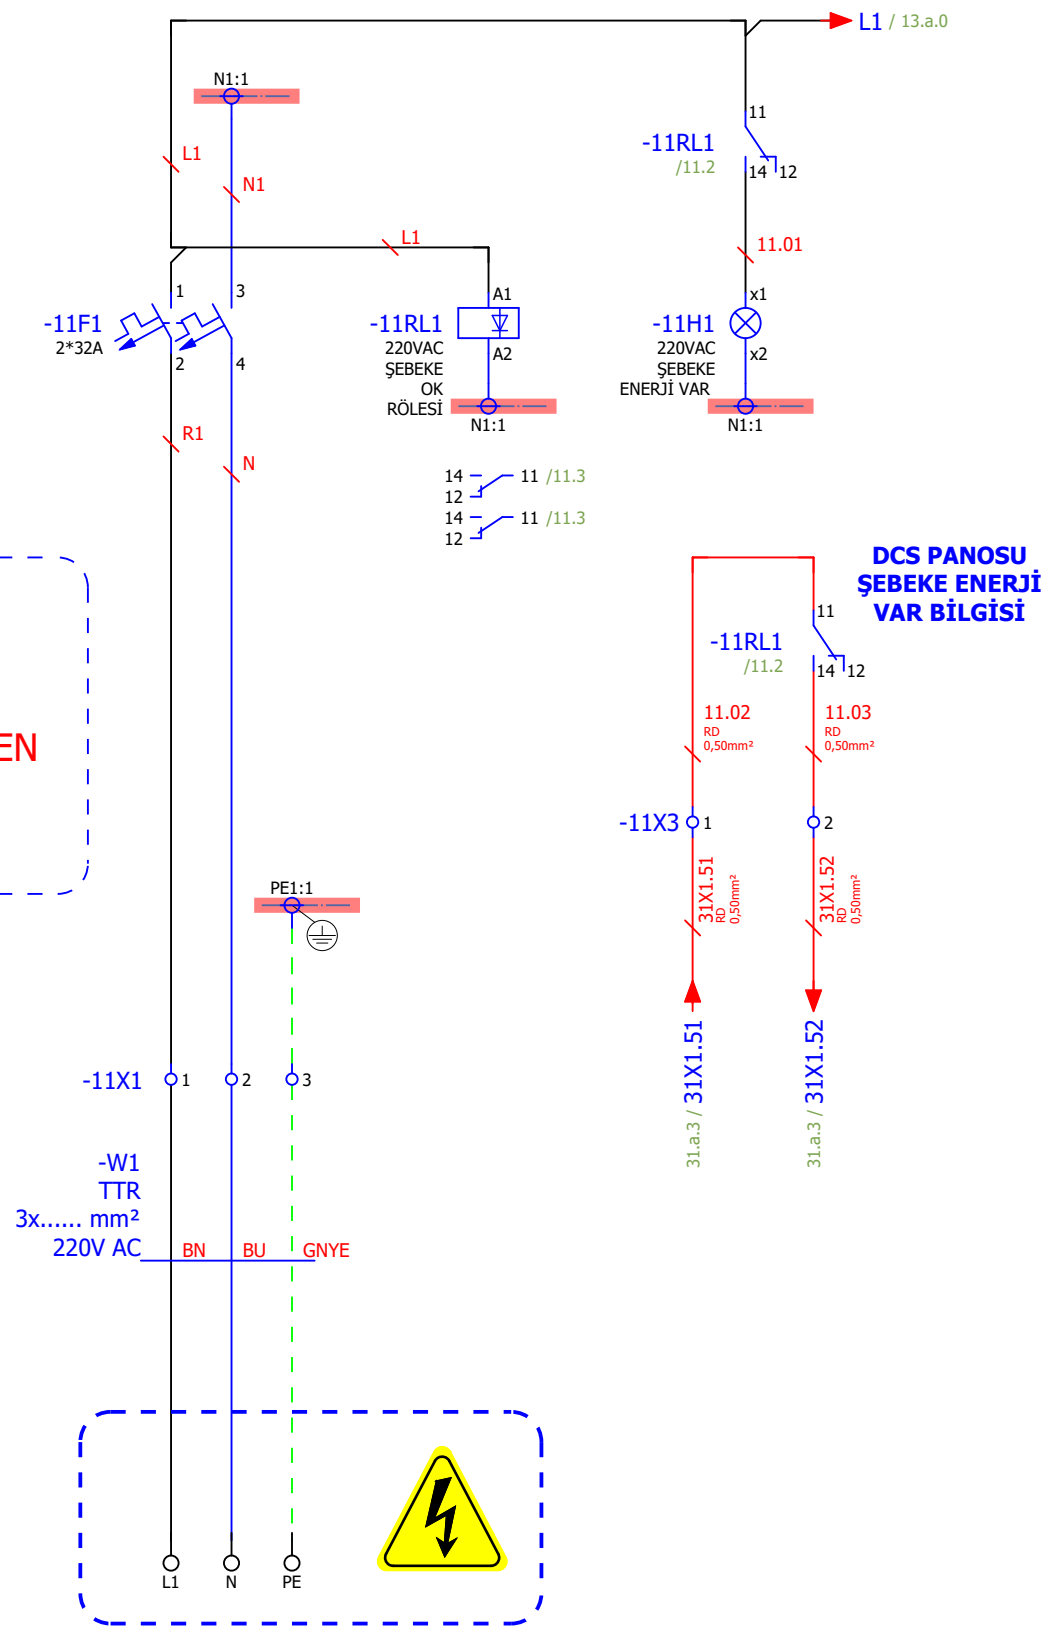 L1 / 13.a.0
N1:1
L1
N1
11
-11RL1
/11.2
14
12
L1
11.01
1
3
-11F1
2*32A
2
4
A1
-11RL1
220VAC
ŞEBEKE
OK
RÖLESİ
A2
N1:1
x1
-11H1
220VAC
ŞEBEKE
ENERJİ VAR
x2
N1:1
R1
N
14
11 /11.3
12
14
11 /11.3
12
DCS PANOSU
ŞEBEKE ENERJİ
VAR BİLGİSİ
11
-11RL1
/11.2
14
12
EN
11.02
RD
0,50mm²
11.03
RD
0,50mm²
-11X3
1
2
31X1.51
RD
0,50mm²
31X1.52
RD
0,50mm²
31.a.3 / 31X1.51
31.a.3 / 31X1.52
PE1:1
-11X1
1
2
3
-W1
TTR
3x...... mm²
220V AC
BN
BU
GNYE
L1
N
PE